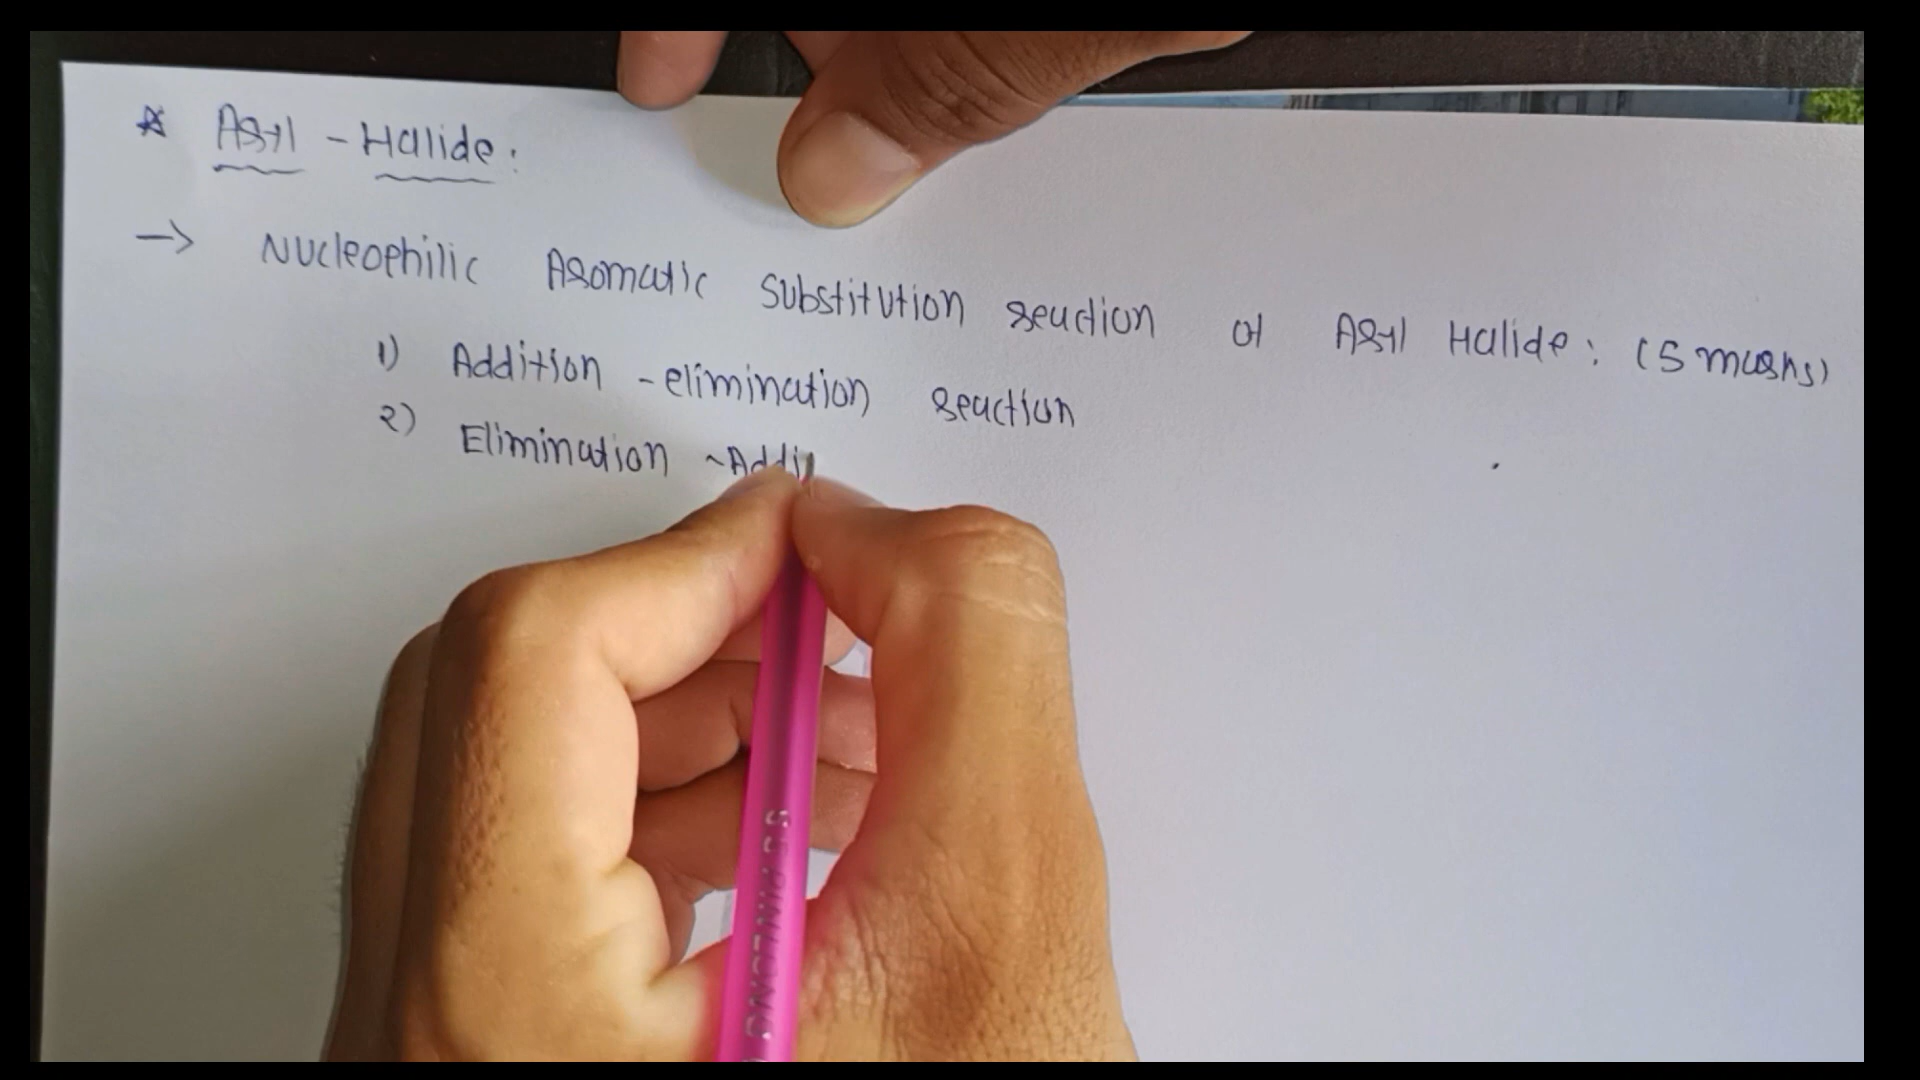 Aryl - Halide:
→ Nucleophilic Aromatic Substitution reaction of Aryl Halide: (5 marks)
1) Addition - elimination reaction
2) Elimination - Addi